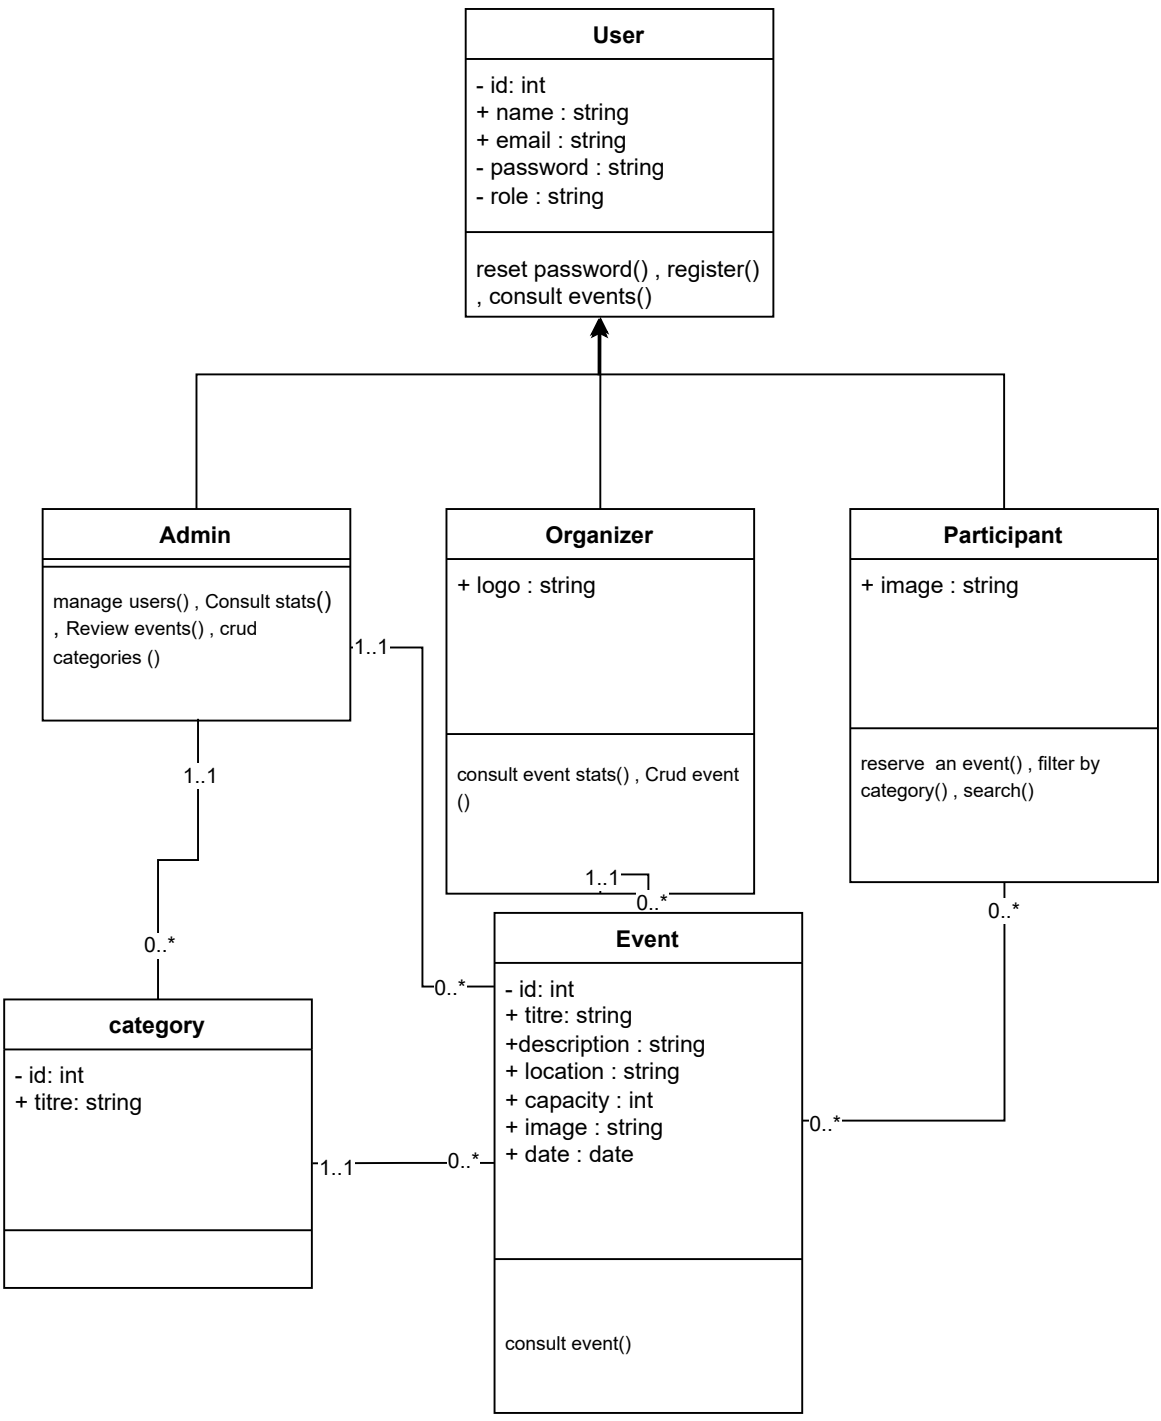 User
- id: int
+ name : string
+ email : string
- password : string
- role : string
reset password() , register()
, consult events()
Admin
manage users() , Consult stats()
, Review events() , crud
categories ()
Organizer
+ logo : string
consult event stats() , Crud event
()
Participant
+ image : string
reserve  an event() , filter by
category() , search()
1..1
1..1
1..1
0..*
0..*
0..*
0..*
category
- id: int
+ titre: string
Event
- id: int
+ titre: string
+description : string
+ location : string
+ capacity : int
+ image : string
+ date : date
consult event()
0..*
1..1
0..*